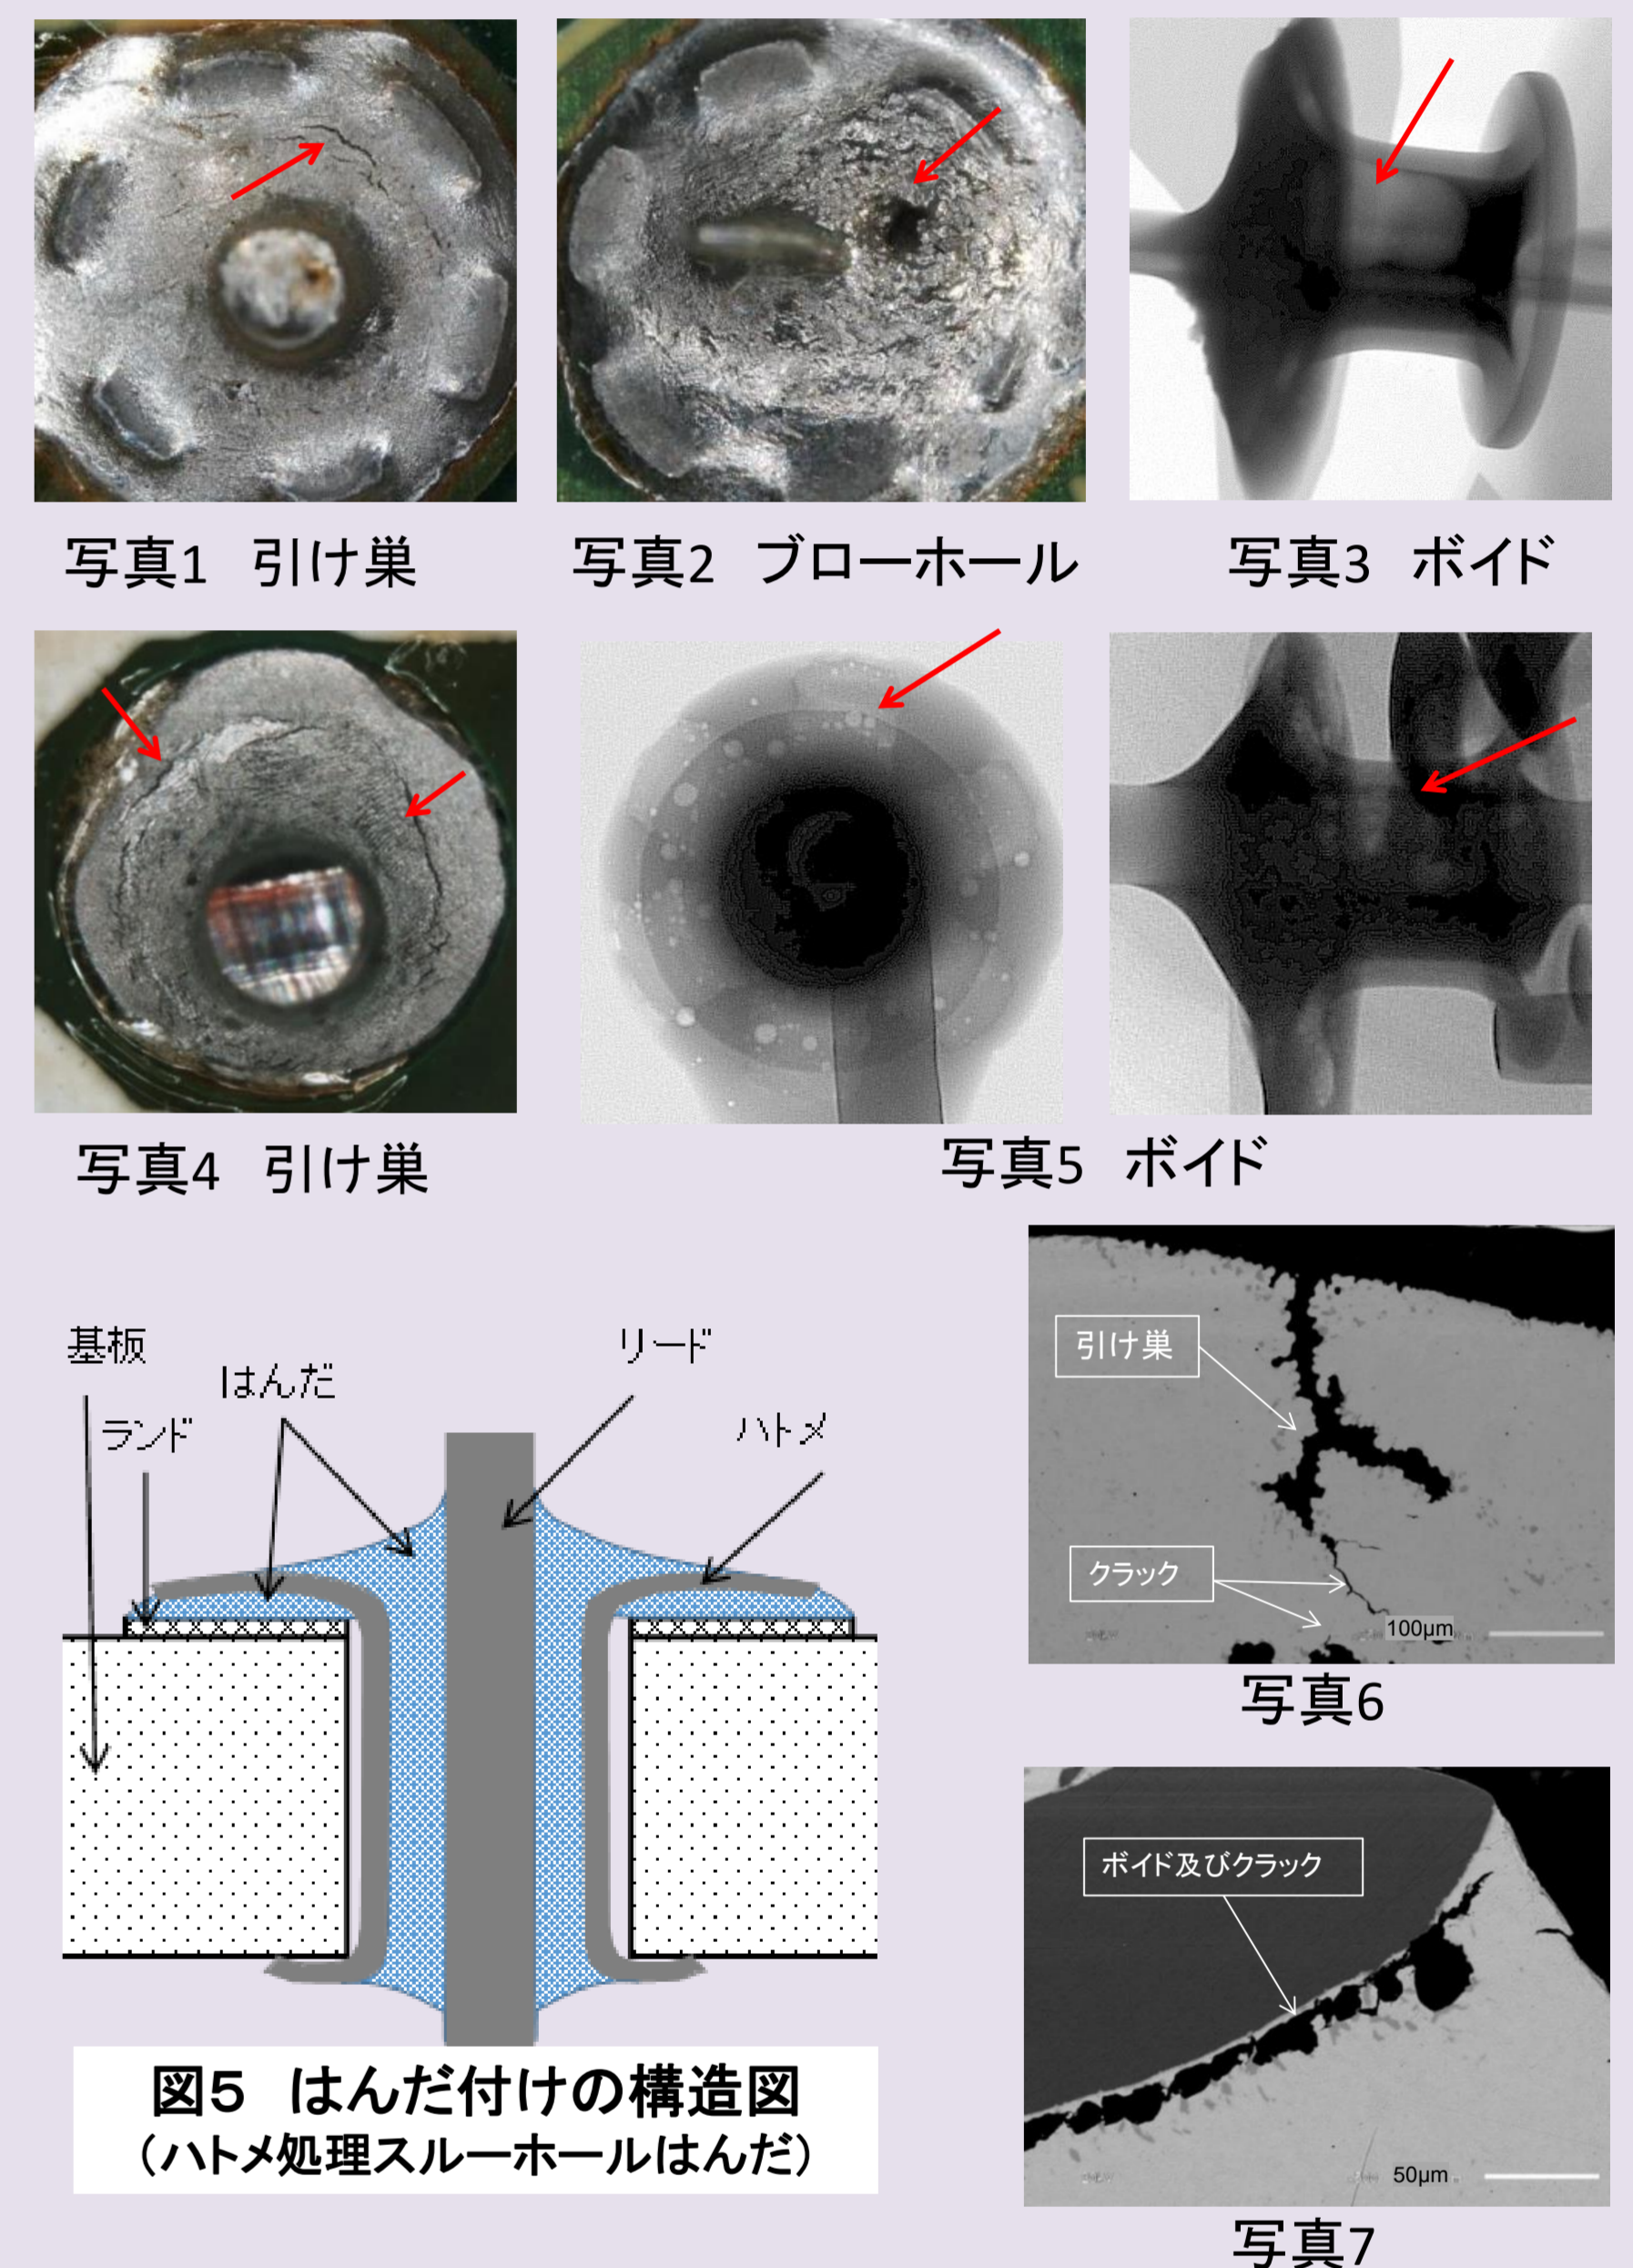 写真1 引け巣
写真2 ブローホール
写真3 ボイド
写真4 引け巣
写真5 ボイド
基板
はんだ
ランド
リード
ハトメ
図5 はんだ付けの構造図
(ハトメ処理スルーホールはんだ)
引け巣
クラック
100μm
写真6
ボイド及びクラック
50μm
写真7